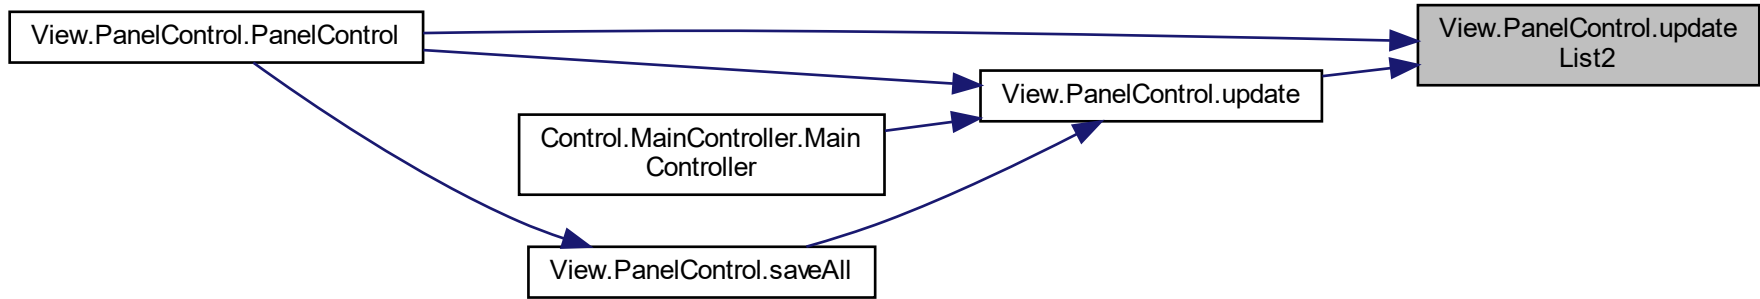 View.PanelControl.PanelControl
View.PanelControl.update
List2
View.PanelControl.update
Control.MainController.Main
Controller
View.PanelControl.saveAll